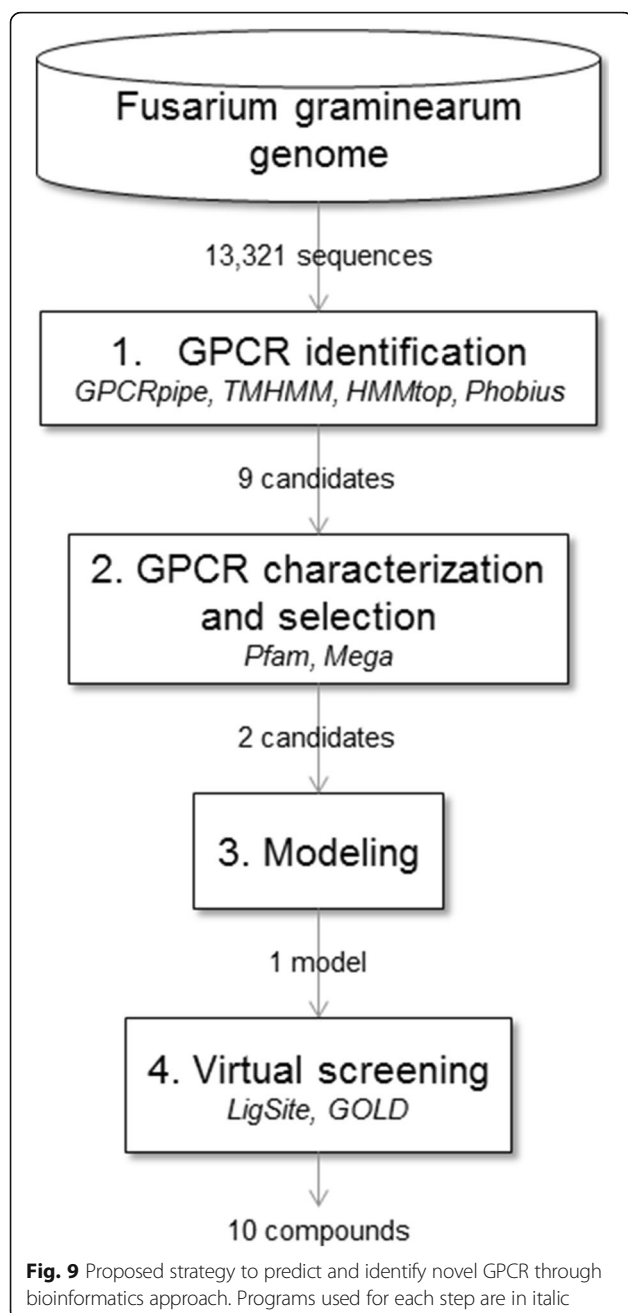 Fusarium graminearum
genome
13,321 sequences
1. GPCR identification
GPCRpipe, TMHMM, HMMtop, Phobius
9 candidates
2. GPCR characterization
and selection
Pfam, Mega
2 candidates
3. Modeling
1 model
4. Virtual screening
LigSite, GOLD
10 compounds
Fig. 9 Proposed strategy to predict and identify novel GPCR through
bioinformatics approach. Programs used for each step are in italic